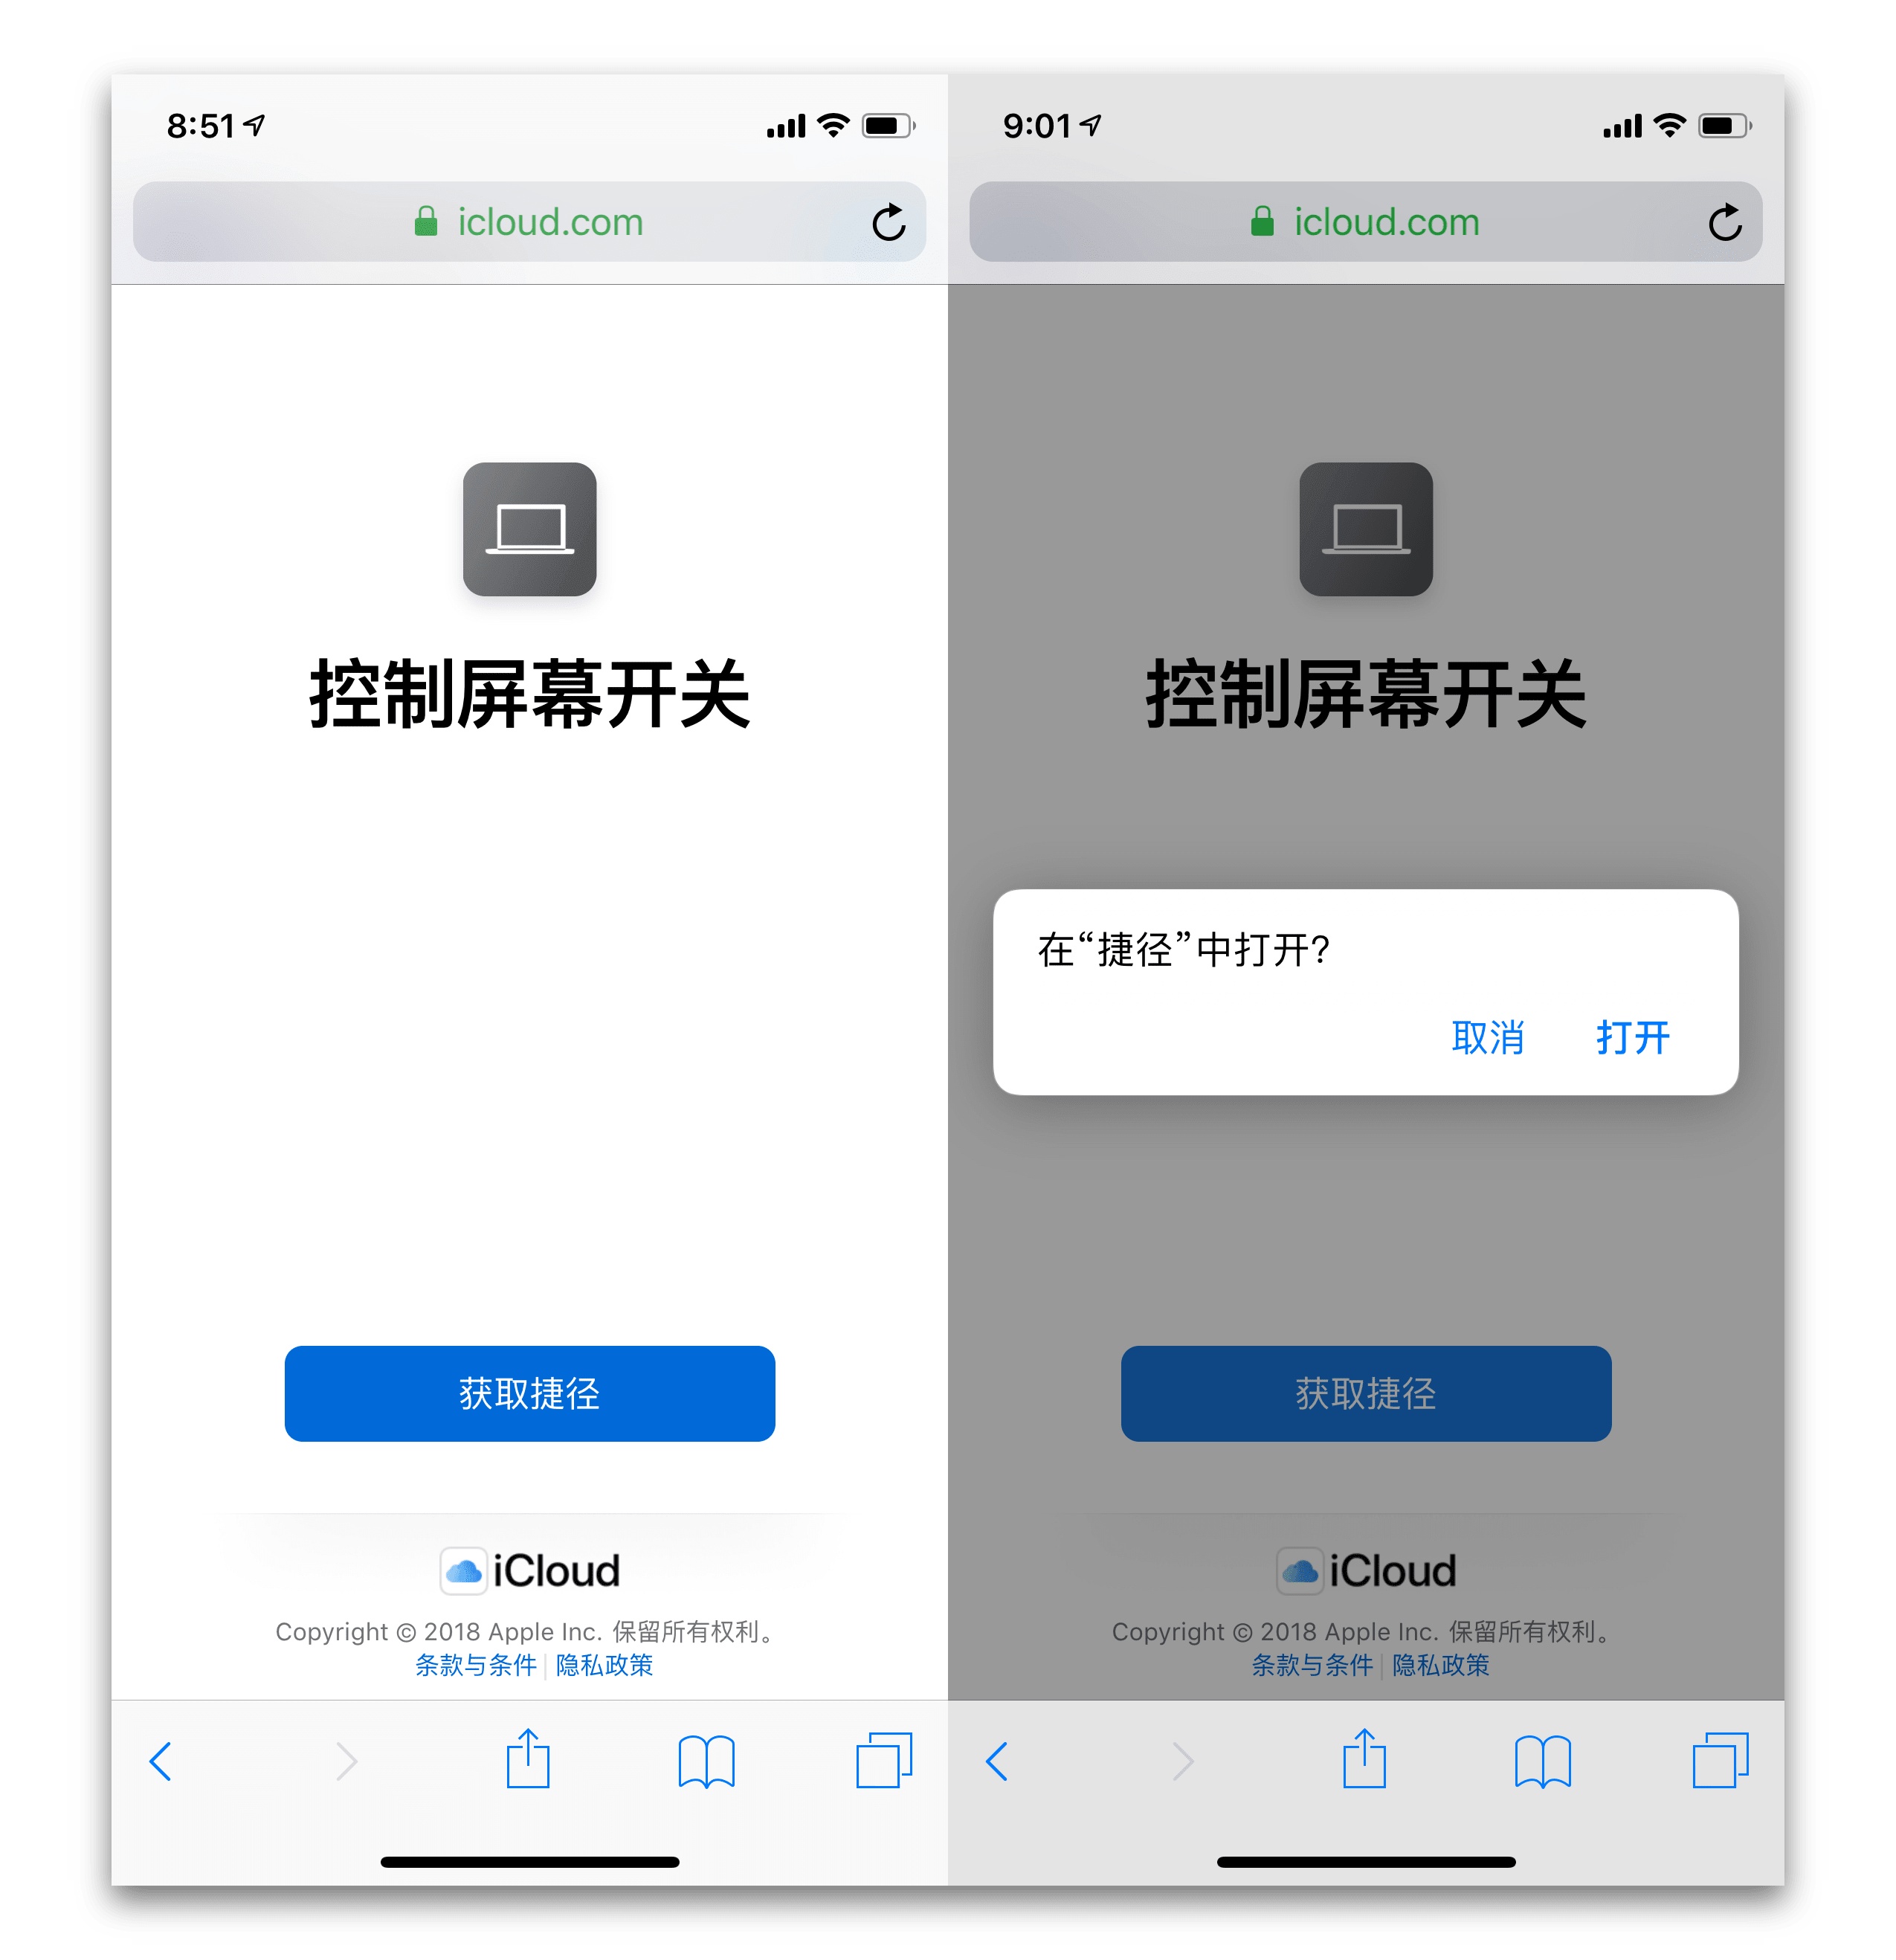 8:51
icloud.com
控制屏幕开关
获取捷径
iCloud
Copyright © 2018 Apple Inc. 保留所有权利。
条款与条件 | 隐私政策
9:01
icloud.com
控制屏幕开关
在“捷径”中打开?
取消 打开
获取捷径
iCloud
Copyright © 2018 Apple Inc. 保留所有权利。
条款与条件 | 隐私政策